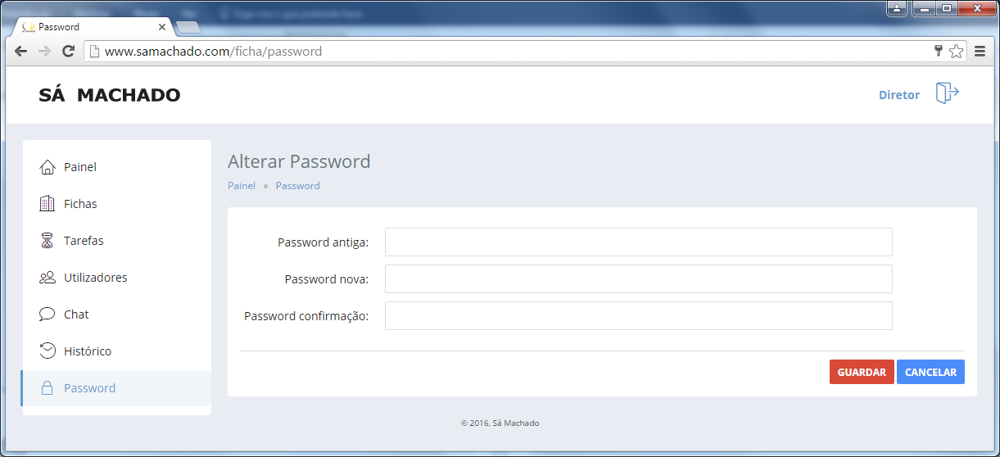 Password
www.samachado.com/ficha/password
SÁ MACHADO
Diretor
Painel
Fichas
Tarefas
Utilizadores
Chat
Histórico
Password
Alterar Password
Painel Password
Password antiga:
Password nova:
Password confirmação:
GUARDAR CANCELAR
© 2016, Sá Machado